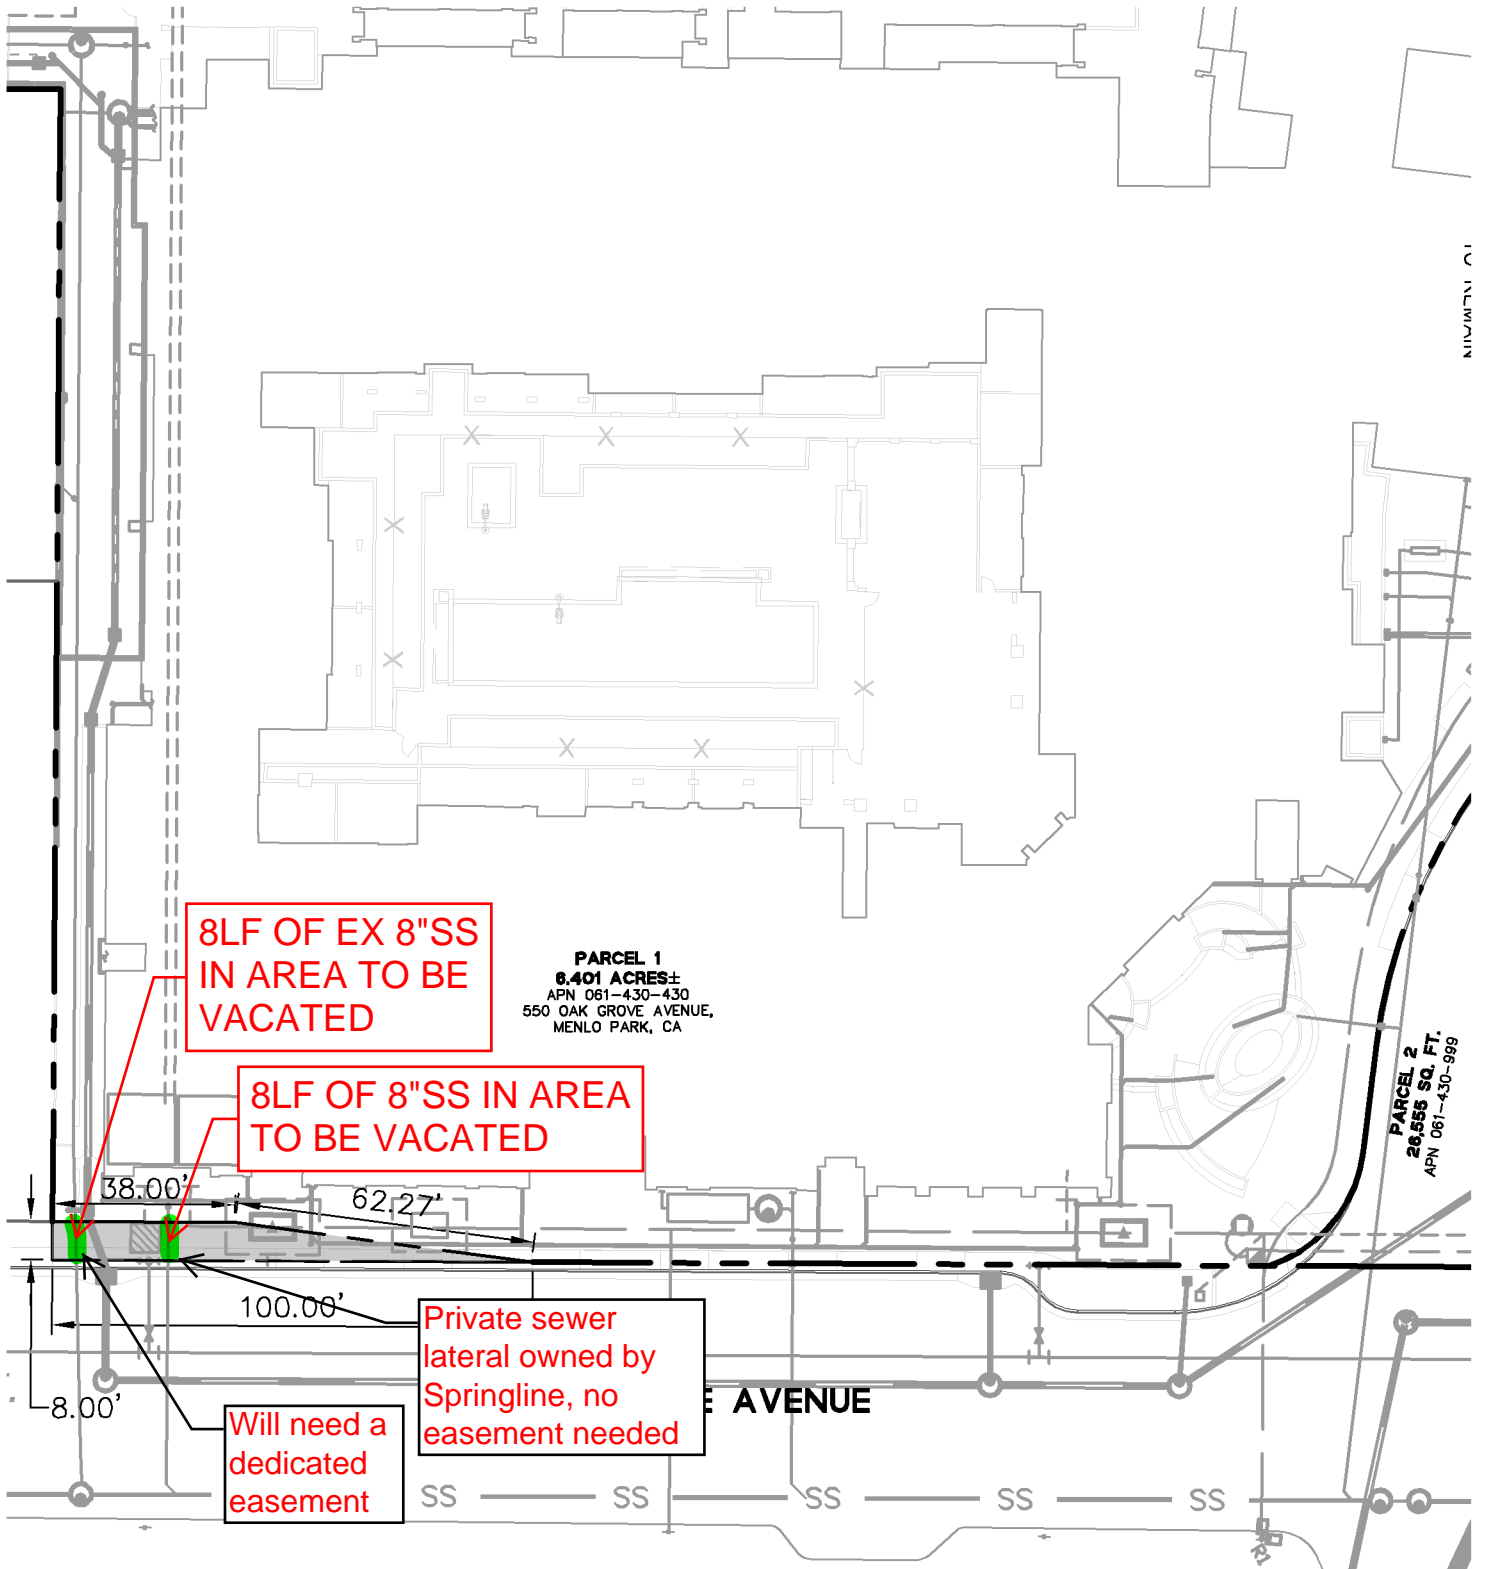 TO REMAIN
8LF OF EX 8"SS
IN AREA TO BE
VACATED
PARCEL 1
6.401 ACRES±
APN 061-430-430
550 OAK GROVE AVENUE,
MENLO PARK, CA
PARCEL 2
26,555 SQ. FT.
APN 061-430-999
8LF OF 8"SS IN AREA
TO BE VACATED
38.00'
62.27'
100.00'
8.00'
Private sewer
lateral owned by
Springline, no
easement needed
AVENUE
Will need a
dedicated
easement
SS SS SS SS SS